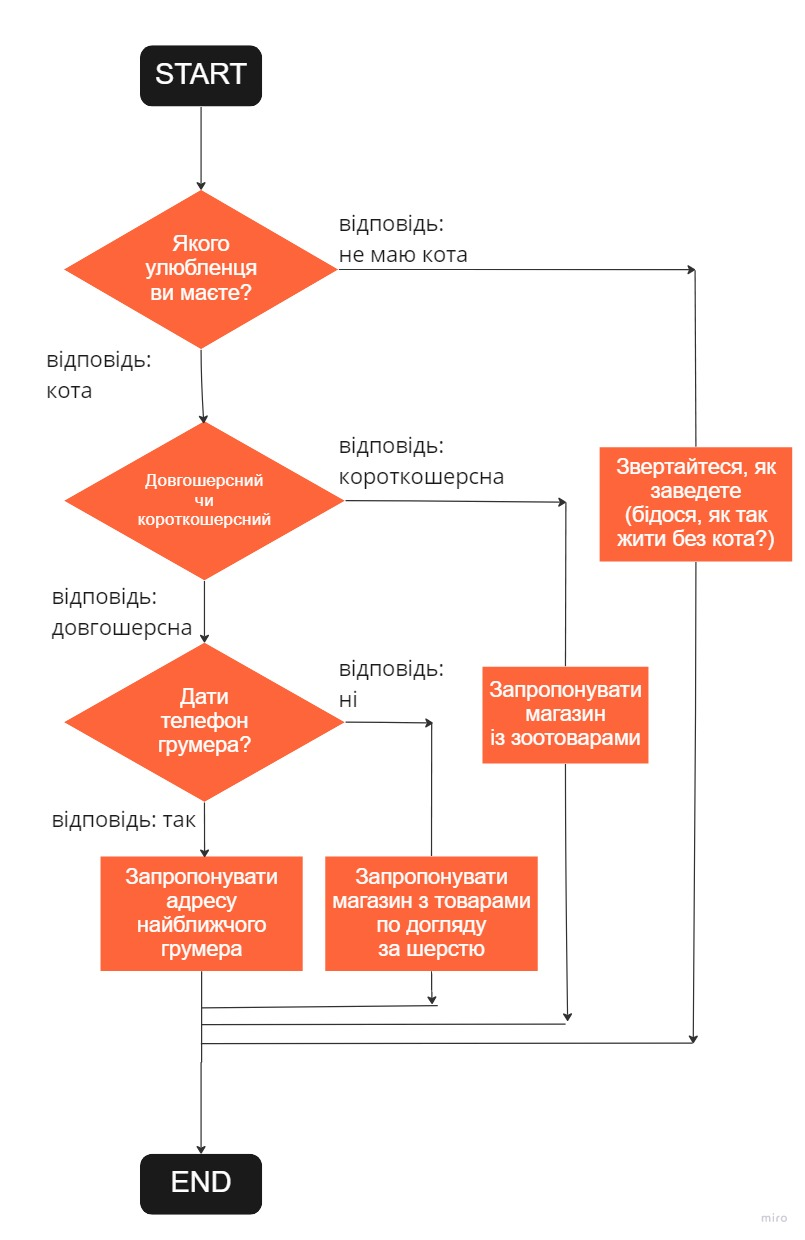 START
Якого
улюбленця
ви маєте?
відповідь:
не маю кота
відповідь:
кота
Довгошерсний
чи
короткошерсний
відповідь:
короткошерсна
Звертайтеся, як
заведете
(бідося, як так
жити без кота?)
відповідь:
довгошерсна
Дати
телефон
грумера?
відповідь:
ні
Запропонувати
магазин
із зоотоварами
відповідь: так
Запропонувати
адресу
найближчого
грумера
Запропонувати
магазин з товарами
по догляду
за шерстю
END
miro